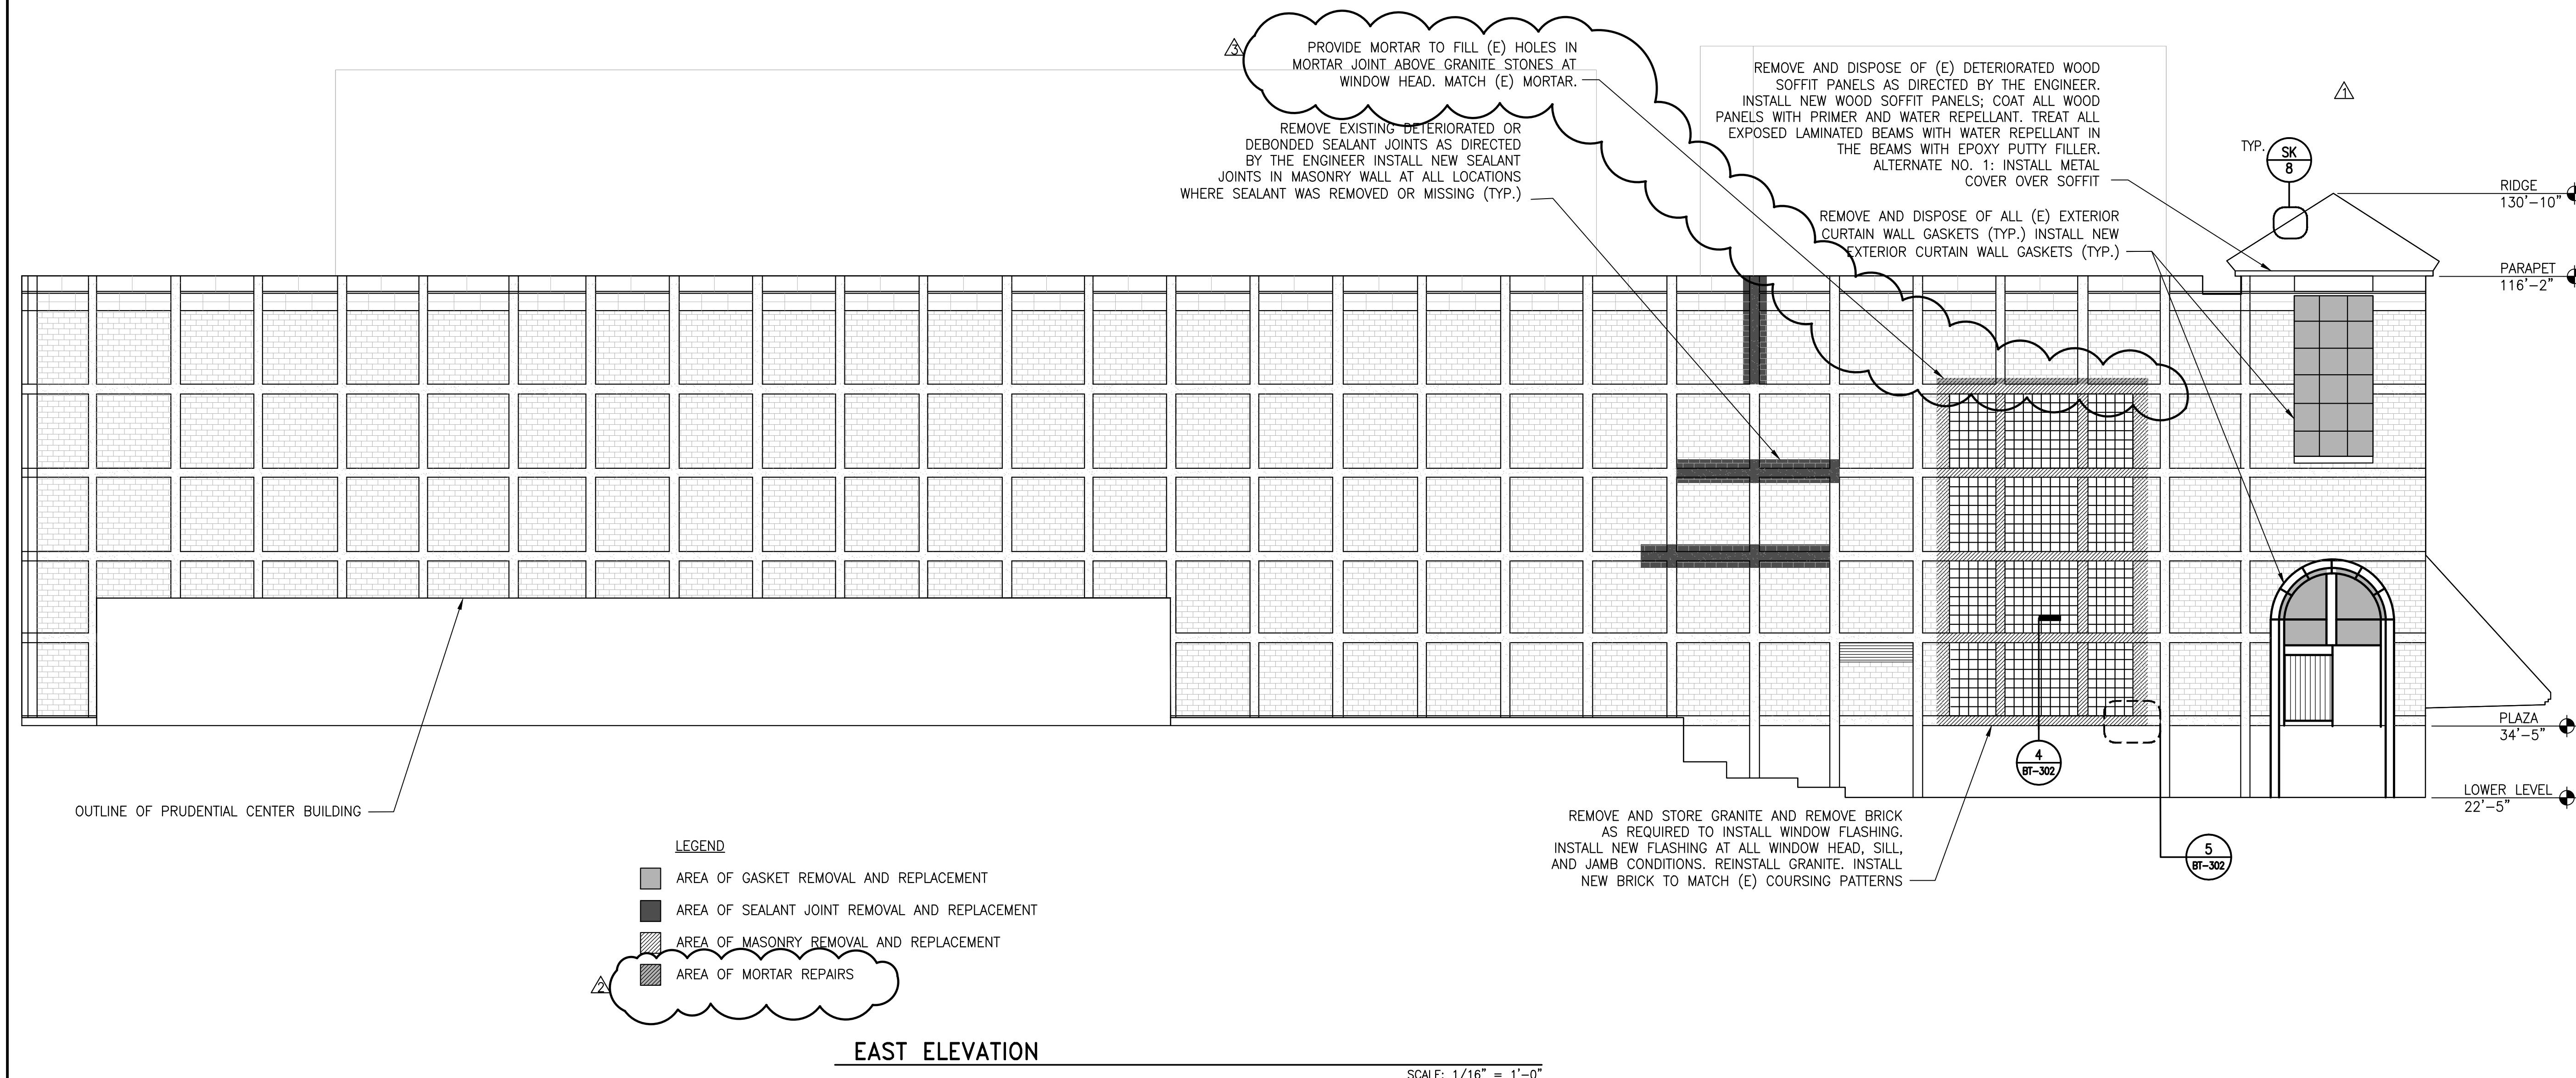 3
PROVIDE MORTAR TO FILL (E) HOLES IN
MORTAR JOINT ABOVE GRANITE STONES AT
WINDOW HEAD. MATCH (E) MORTAR.
REMOVE EXISTING DETERIORATED OR
DEBONDED SEALANT JOINTS AS DIRECTED
BY THE ENGINEER INSTALL NEW SEALANT
JOINTS IN MASONRY WALL AT ALL LOCATIONS
WHERE SEALANT WAS REMOVED OR MISSING (TYP.)
REMOVE AND DISPOSE OF (E) DETERIORATED WOOD
SOFFIT PANELS AS DIRECTED BY THE ENGINEER.
INSTALL NEW WOOD SOFFIT PANELS; COAT ALL WOOD
PANELS WITH PRIMER AND WATER REPELLANT. TREAT ALL
EXPOSED LAMINATED BEAMS WITH WATER REPELLANT IN
THE BEAMS WITH EPOXY PUTTY FILLER.
ALTERNATE NO. 1: INSTALL METAL
COVER OVER SOFFIT
REMOVE AND DISPOSE OF ALL (E) EXTERIOR
CURTAIN WALL GASKETS (TYP.) INSTALL NEW
EXTERIOR CURTAIN WALL GASKETS (TYP.)
1
TYP.
SK
8
RIDGE
130'-10"
PARAPET
116'-2"
PLAZA
34'-5"
LOWER LEVEL
22'-5"
4
BT-302
5
BT-302
OUTLINE OF PRUDENTIAL CENTER BUILDING
REMOVE AND STORE GRANITE AND REMOVE BRICK
AS REQUIRED TO INSTALL WINDOW FLASHING.
INSTALL NEW FLASHING AT ALL WINDOW HEAD, SILL,
AND JAMB CONDITIONS. REINSTALL GRANITE. INSTALL
NEW BRICK TO MATCH (E) COURSING PATTERNS
LEGEND
AREA OF GASKET REMOVAL AND REPLACEMENT
AREA OF SEALANT JOINT REMOVAL AND REPLACEMENT
AREA OF MASONRY REMOVAL AND REPLACEMENT
2
AREA OF MORTAR REPAIRS
EAST ELEVATION
SCALE: 1/16" = 1'-0"